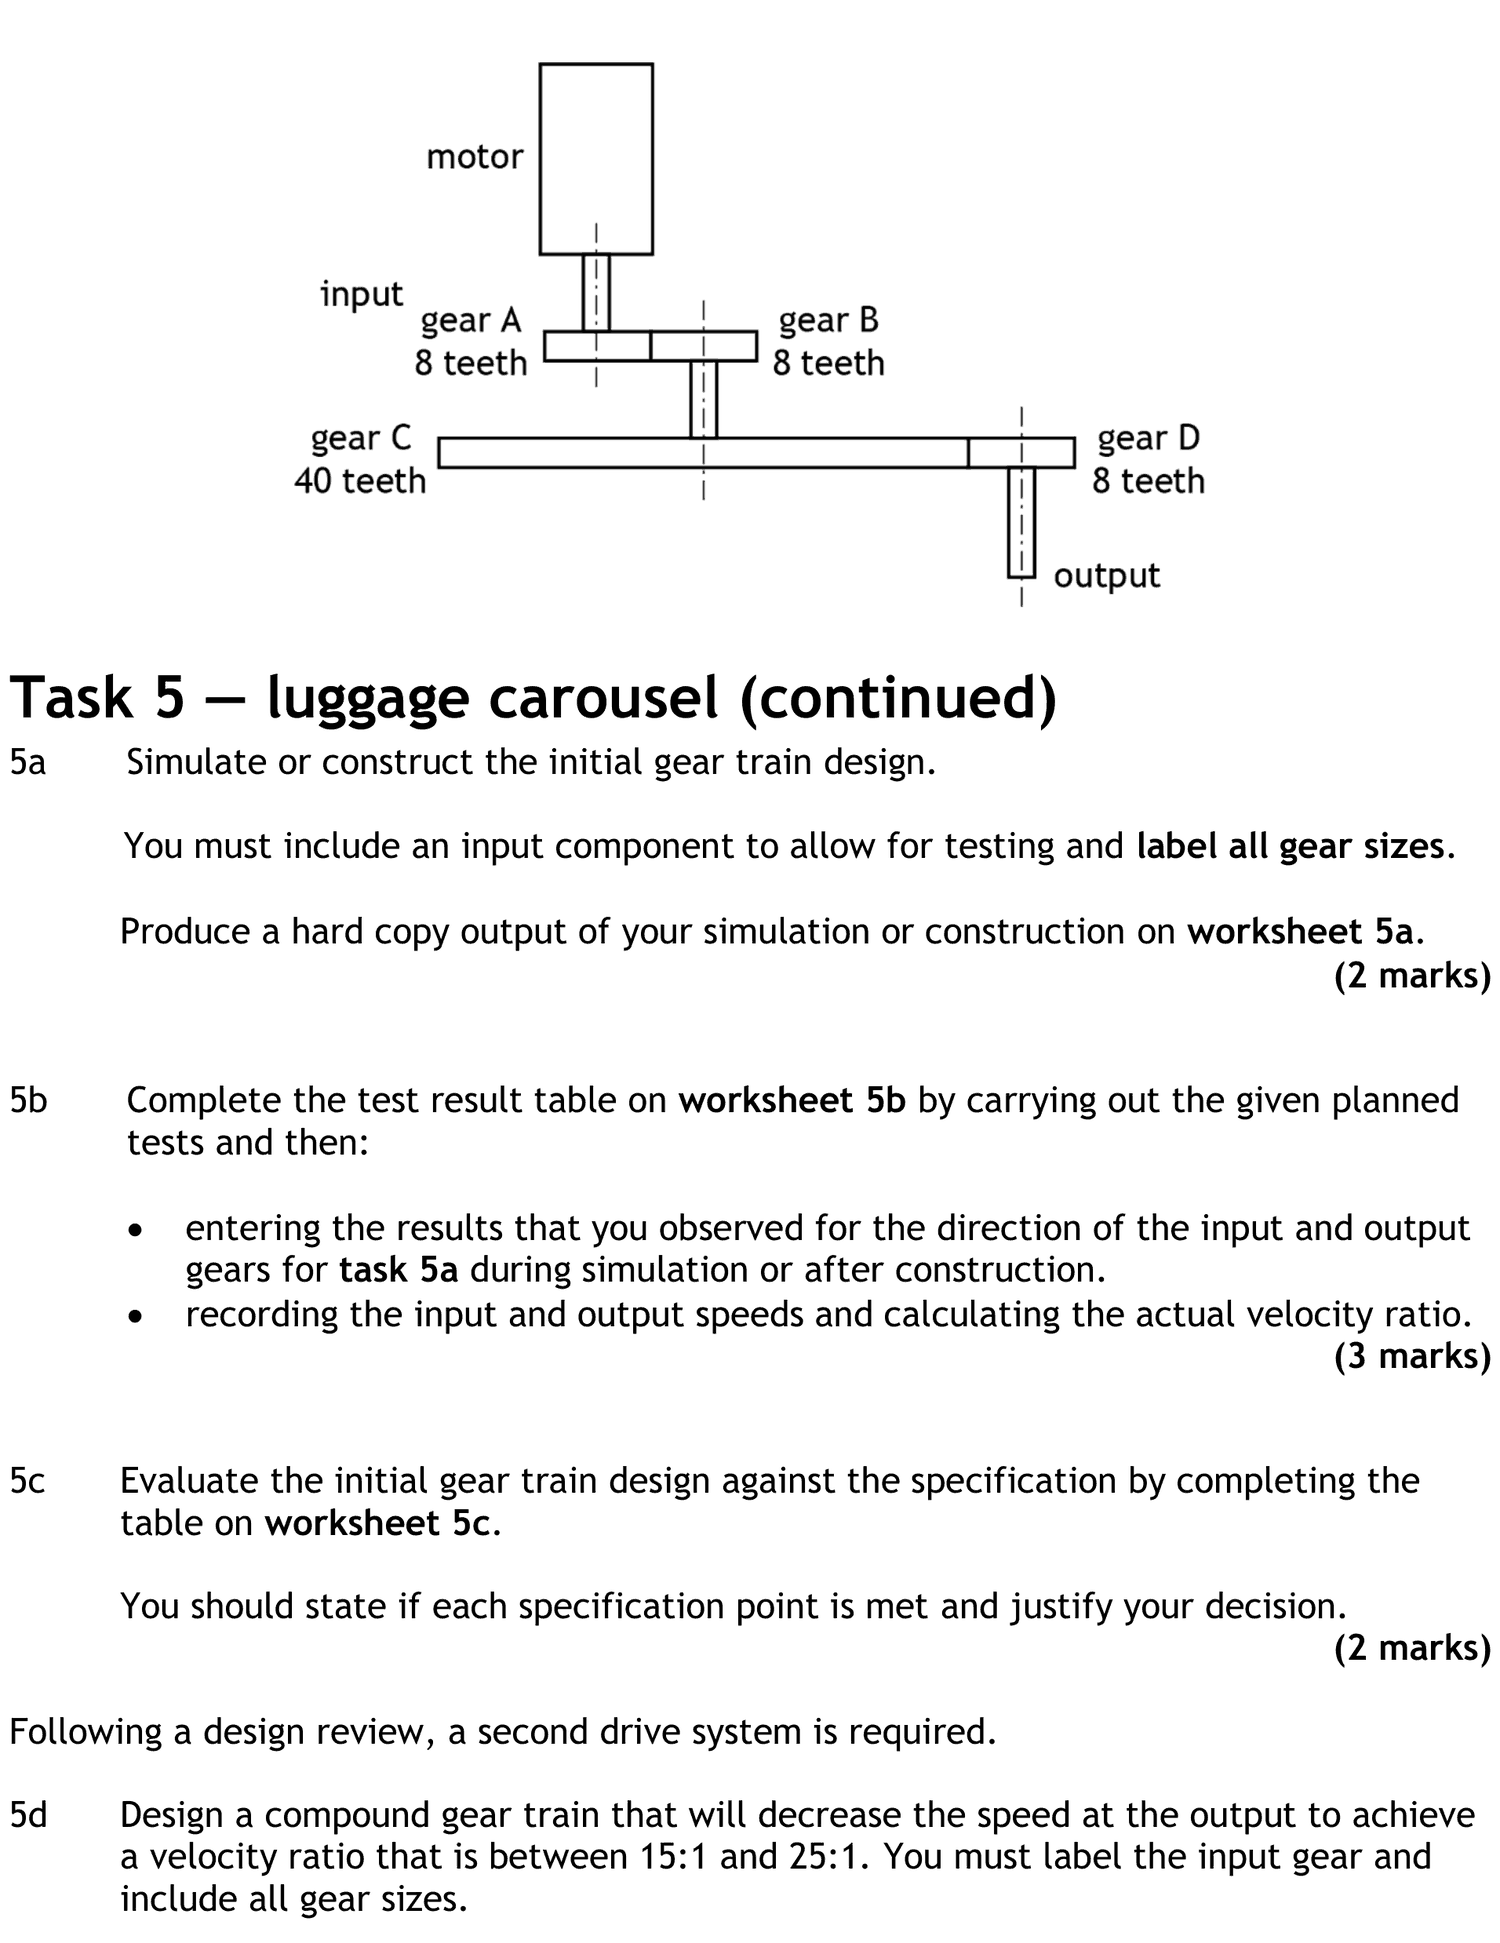 motor
input
gear A
8 teeth
gear B
8 teeth
gear C
40 teeth
gear D
8 teeth
output
Task 5 — luggage carousel (continued)
5a Simulate or construct the initial gear train design.
You must include an input component to allow for testing and label all gear sizes.
Produce a hard copy output of your simulation or construction on worksheet 5a.
(2 marks)
5b Complete the test result table on worksheet 5b by carrying out the given planned
tests and then:
• entering the results that you observed for the direction of the input and output
gears for task 5a during simulation or after construction.
• recording the input and output speeds and calculating the actual velocity ratio.
(3 marks)
5c Evaluate the initial gear train design against the specification by completing the
table on worksheet 5c.
You should state if each specification point is met and justify your decision.
(2 marks)
Following a design review, a second drive system is required.
5d Design a compound gear train that will decrease the speed at the output to achieve
a velocity ratio that is between 15:1 and 25:1. You must label the input gear and
include all gear sizes.